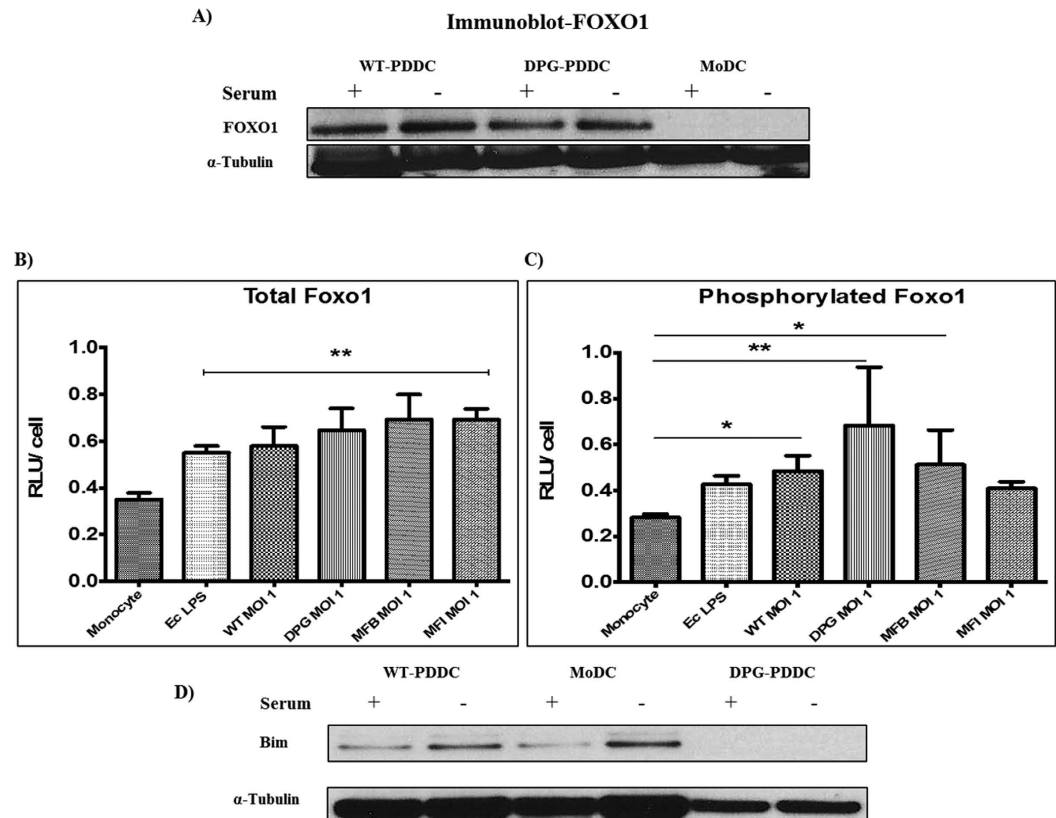 A)
Immunoblot-FOXO1
WT-PDDC DPG-PDDC MoDC
Serum + - + - + -
FOXO1
α-Tubulin
B)
Total Foxo1
**
1.0
0.8
0.6
0.4
0.2
0.0
RLU/ cell
Monocyte
Ec LPS
WT MOI 1
DPG MOI 1
MFB MOI 1
MFI MOI 1
C)
Phosphorylated Foxo1
*
**
*
1.0
0.8
0.6
0.4
0.2
0.0
RLU/ cell
Monocyte
Ec LPS
WT MOI 1
DPG MOI 1
MFB MOI 1
MFI MOI 1
D)
WT-PDDC MoDC DPG-PDDC
Serum + - + - + -
Bim
α-Tubulin